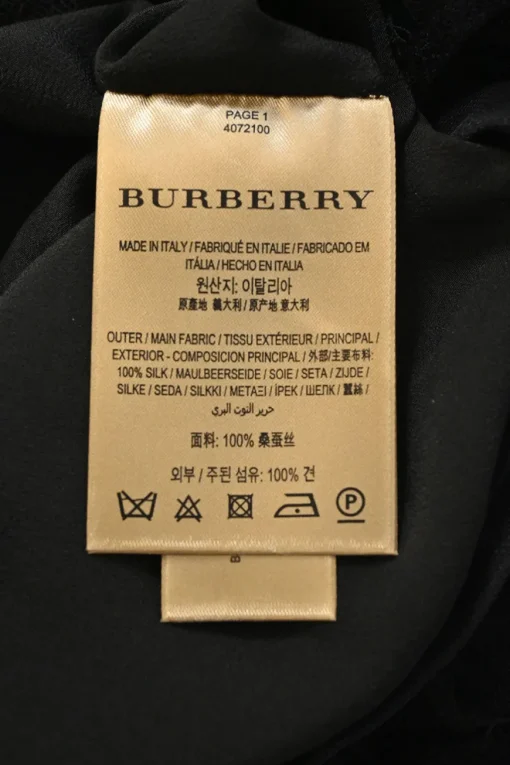 PAGE 1
4072100
BURBERRY
MADE IN ITALY / FABRIQUÉ EN ITALIE / FABRICADO EM
ITÁLIA / HECHO EN ITALIA
원산지: 이탈리아
原產地 義大利 / 原产地 意大利
OUTER / MAIN FABRIC / TISSU EXTÉRIEUR / PRINCIPAL /
EXTERIOR - COMPOSICION PRINCIPAL / 外部/主要布料:
100% SILK / MAULBEERSEIDE / SOIE / SETA / ZIJDE /
SILKE / SEDA / SILKKI / ΜΕΤΑΞΙ / İPEK / ШЕЛК / 蠶絲 /
حرير التوت البري
面料: 100% 桑蚕丝
외부 / 주된 섬유: 100% 견
P
B